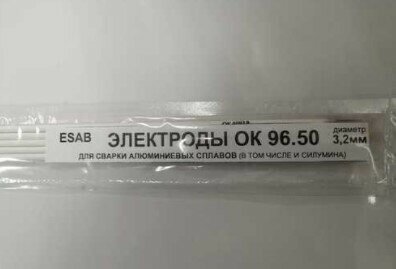 ESAB ЭЛЕКТРОДЫ ОК 96.50 диаметр 3,2мм
ДЛЯ СВАРКИ АЛЮМИНИЕВЫХ СПЛАВОВ (В ТОМ ЧИСЛЕ И СИЛУМИНА)